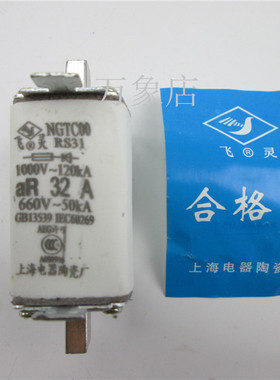 万象店
NGTC00
飞®灵 RS31
1000V~120kA
aR 32 A
660V~50kA
GB13539 IEC60269
上海电器陶瓷厂
飞®灵
合格
上海电器陶瓷